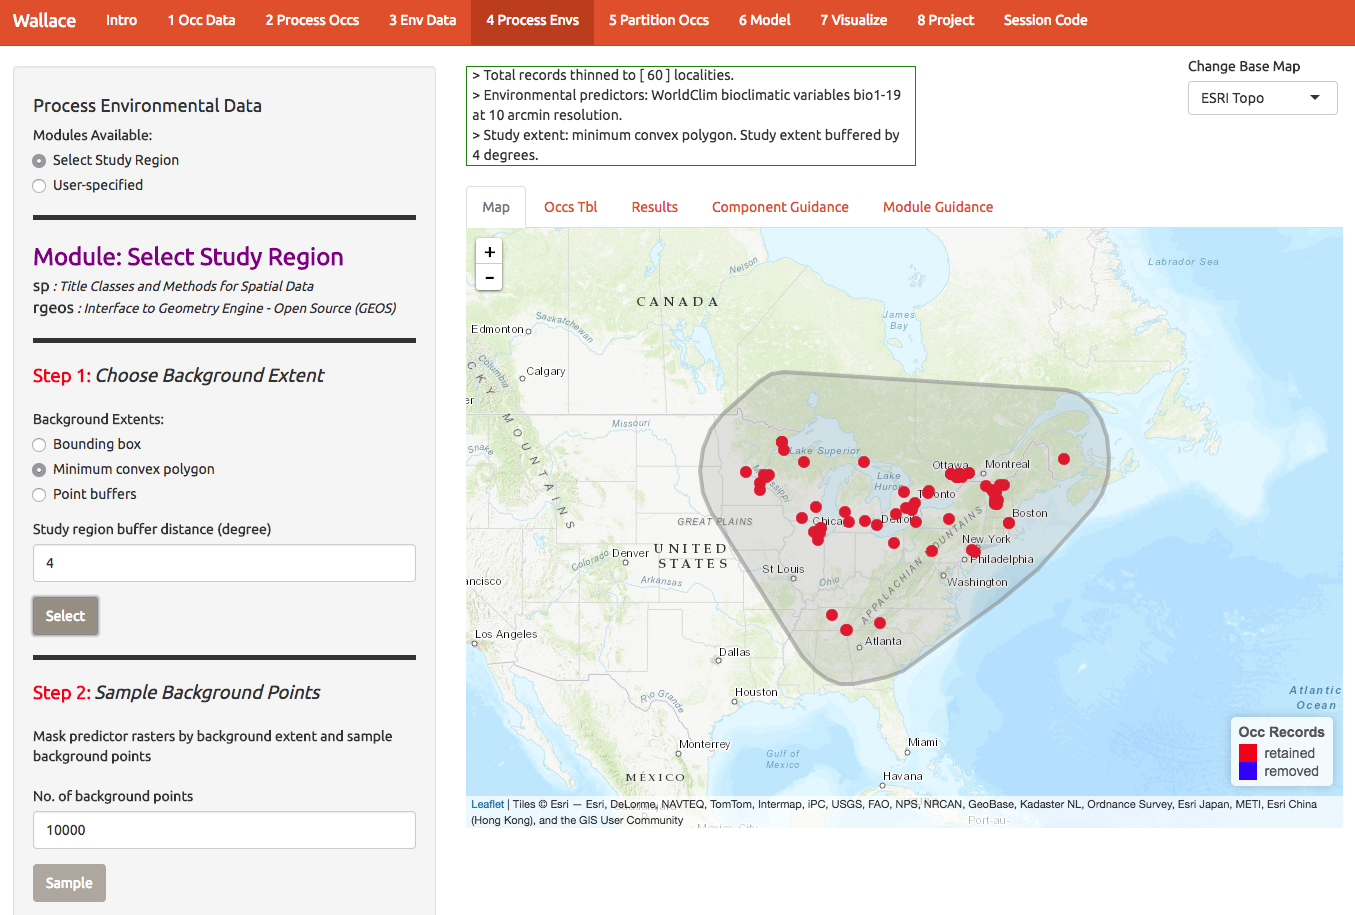 Wallace Intro 1 Occ Data 2 Process Occs 3 Env Data 4 Process Envs 5 Partition Occs 6 Model 7 Visualize 8 Project Session Code
Process Environmental Data
Modules Available:
Select Study Region
User-specified
Module: Select Study Region
sp : Title Classes and Methods for Spatial Data
rgeos : Interface to Geometry Engine - Open Source (GEOS)
Step 1: Choose Background Extent
Background Extents:
Bounding box
Minimum convex polygon
Point buffers
Study region buffer distance (degree)
4
Select
Step 2: Sample Background Points
Mask predictor rasters by background extent and sample
background points
No. of background points
10000
Sample
> Total records thinned to [ 60 ] localities.
> Environmental predictors: WorldClim bioclimatic variables bio1-19
at 10 arcmin resolution.
> Study extent: minimum convex polygon. Study extent buffered by
4 degrees.
Change Base Map
ESRI Topo
Map Occs Tbl Results Component Guidance Module Guidance
+
-
Labrador Sea
Nelson
CANADA
James
Bay
Saskatchewan
Edmonton
Columbia
Calgary
Missouri
Snake
MOUNTAINS
Lake Superior
Mississippi
Ottawa
Montreal
Lake
Huron
Toronto
Boston
GREAT PLAINS
Chicago
Detroit
New York
Philadelphia
Denver
UNITED
STATES
Colorado
Arkansas
St Louis
Ohio
APPALACHIAN MOUNTAINS
Washington
ncisco
Los Angeles
Atlanta
Dallas
Houston
Rio Grande
Monterrey
Gulf of
Mexico
Miami
Havana
MÉXICO
Mexico City
Port-au-
Atlantic
Ocean
Occ Records
retained
removed
Leaflet | Tiles © Esri — Esri, DeLorme, NAVTEQ, TomTom, Intermap, iPC, USGS, FAO, NPS, NRCAN, GeoBase, Kadaster NL, Ordnance Survey, Esri Japan, METI, Esri China
(Hong Kong), and the GIS User Community